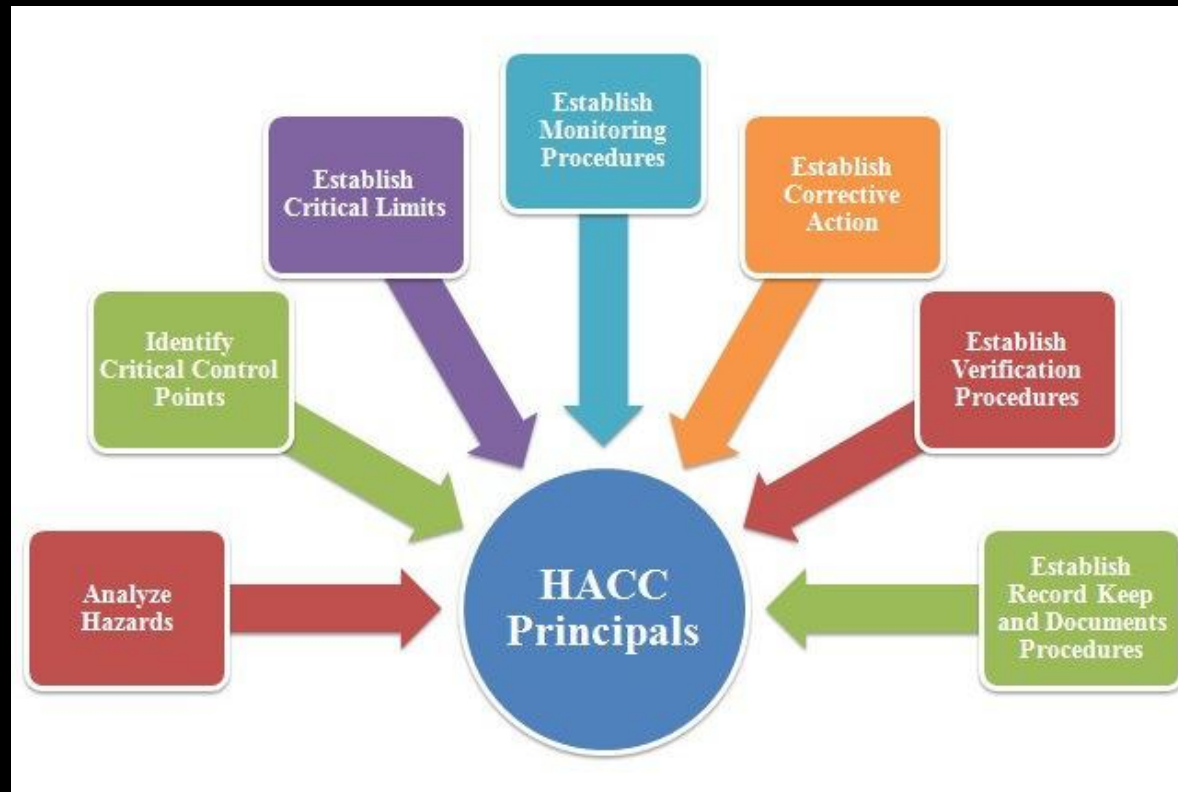 Analyze
Hazards
Identify
Critical Control
Points
Establish
Critical Limits
Establish
Monitoring
Procedures
Establish
Corrective
Action
Establish
Verification
Procedures
Establish
Record Keep
and Documents
Procedures
HACC
Principals